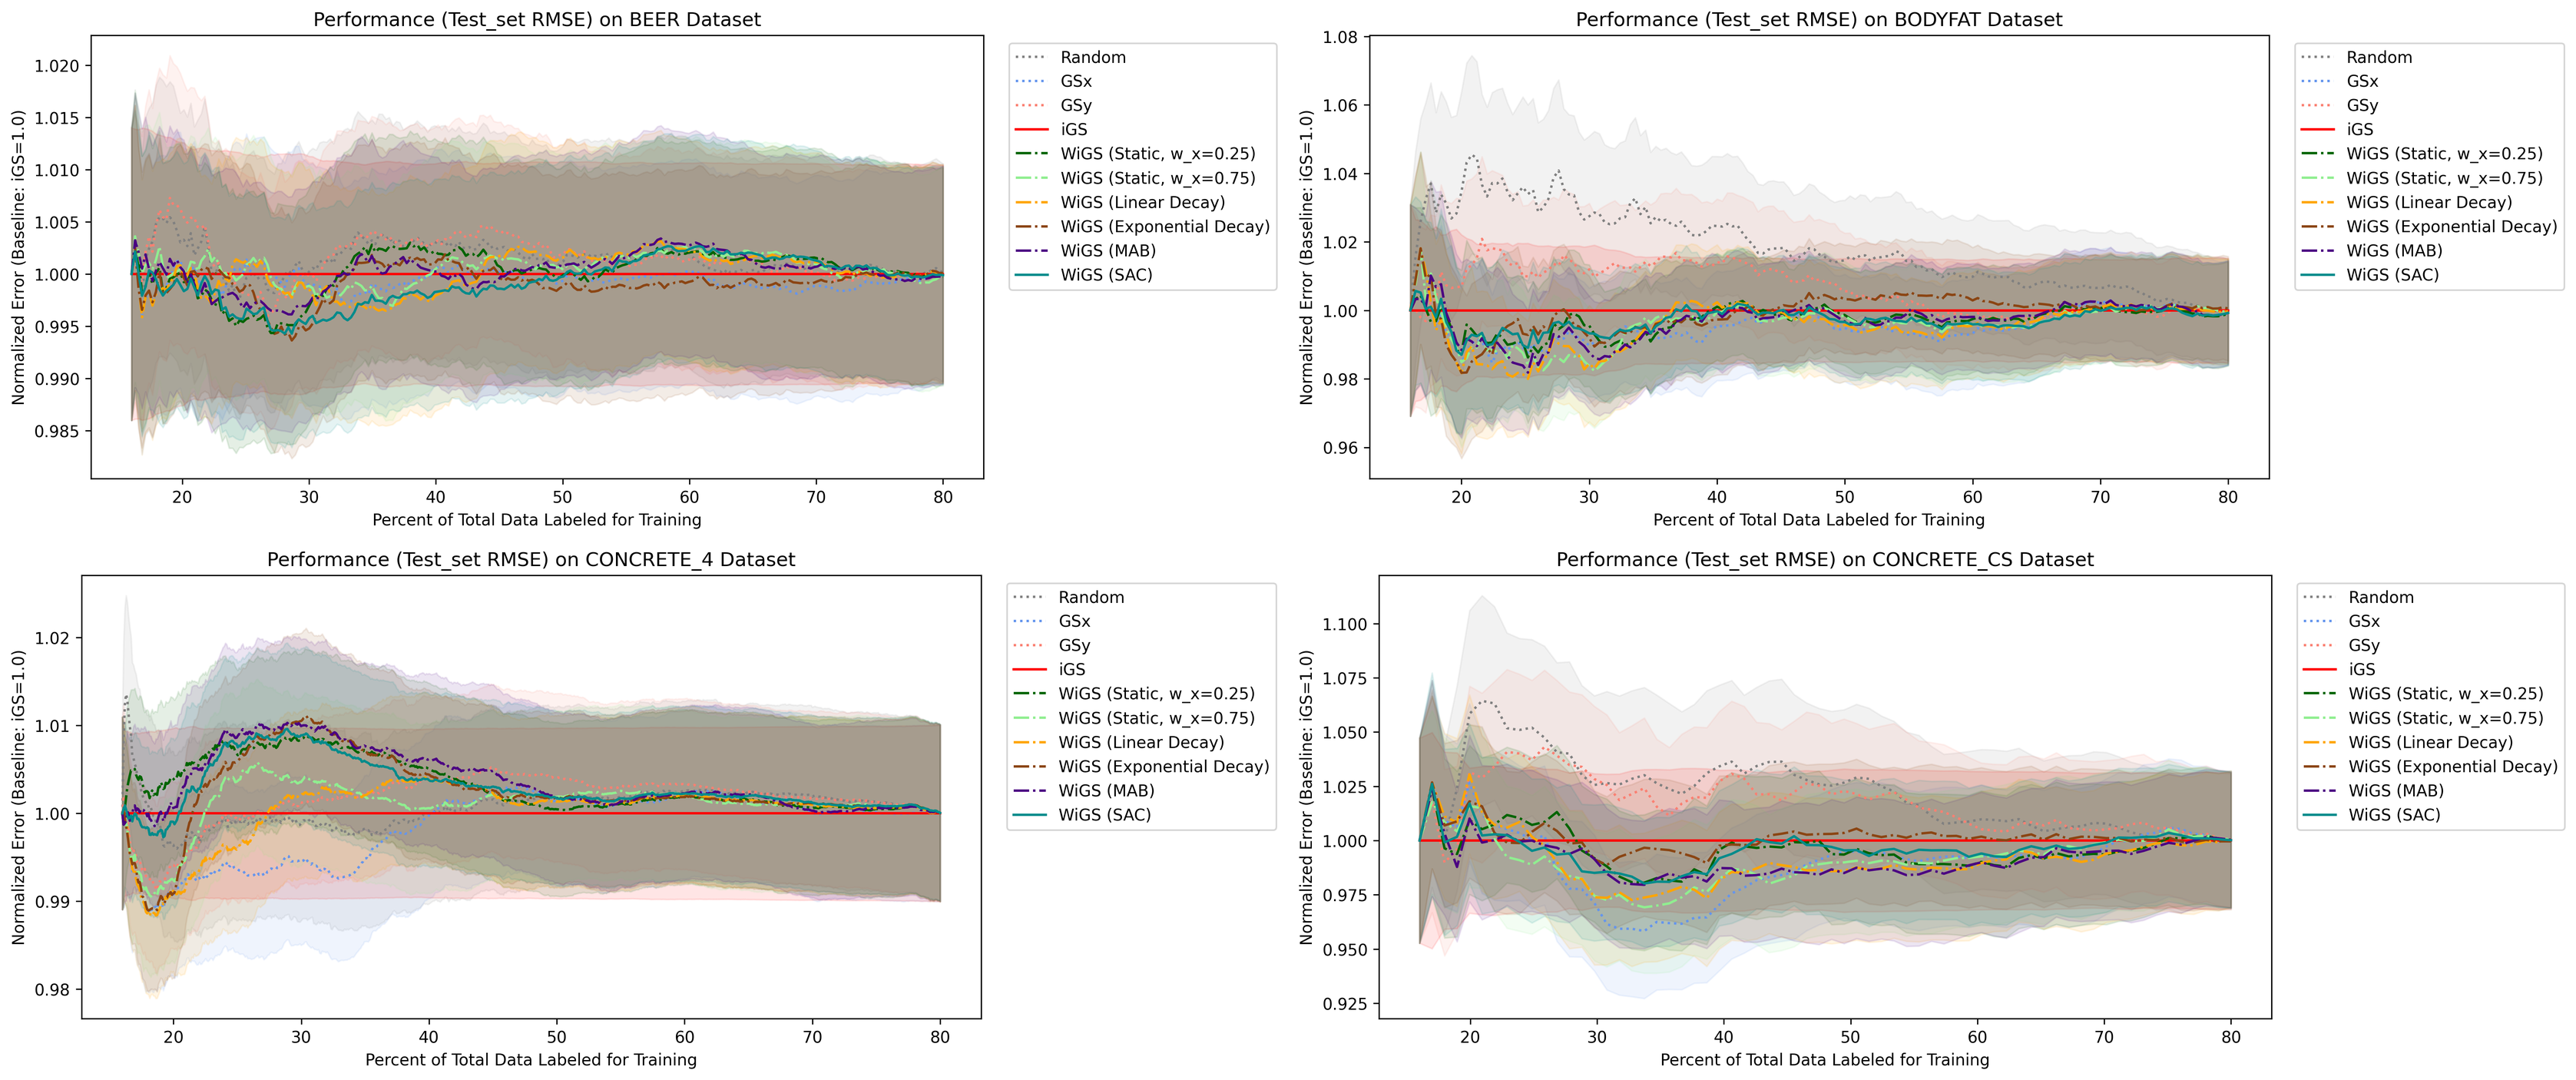 Performance (Test_set RMSE) on BEER Dataset
Normalized Error (Baseline: iGS=1.0)
1.020
1.015
1.010
1.005
1.000
0.995
0.990
0.985
20 30 40 50 60 70 80
Percent of Total Data Labeled for Training
Random
GSx
GSy
iGS
WiGS (Static, w_x=0.25)
WiGS (Static, w_x=0.75)
WiGS (Linear Decay)
WiGS (Exponential Decay)
WiGS (MAB)
WiGS (SAC)
Performance (Test_set RMSE) on BODYFAT Dataset
Normalized Error (Baseline: iGS=1.0)
1.08
1.06
1.04
1.02
1.00
0.98
0.96
20 30 40 50 60 70 80
Percent of Total Data Labeled for Training
Random
GSx
GSy
iGS
WiGS (Static, w_x=0.25)
WiGS (Static, w_x=0.75)
WiGS (Linear Decay)
WiGS (Exponential Decay)
WiGS (MAB)
WiGS (SAC)
Performance (Test_set RMSE) on CONCRETE_4 Dataset
Normalized Error (Baseline: iGS=1.0)
1.02
1.01
1.00
0.99
0.98
20 30 40 50 60 70 80
Percent of Total Data Labeled for Training
Random
GSx
GSy
iGS
WiGS (Static, w_x=0.25)
WiGS (Static, w_x=0.75)
WiGS (Linear Decay)
WiGS (Exponential Decay)
WiGS (MAB)
WiGS (SAC)
Performance (Test_set RMSE) on CONCRETE_CS Dataset
Normalized Error (Baseline: iGS=1.0)
1.100
1.075
1.050
1.025
1.000
0.975
0.950
0.925
20 30 40 50 60 70 80
Percent of Total Data Labeled for Training
Random
GSx
GSy
iGS
WiGS (Static, w_x=0.25)
WiGS (Static, w_x=0.75)
WiGS (Linear Decay)
WiGS (Exponential Decay)
WiGS (MAB)
WiGS (SAC)